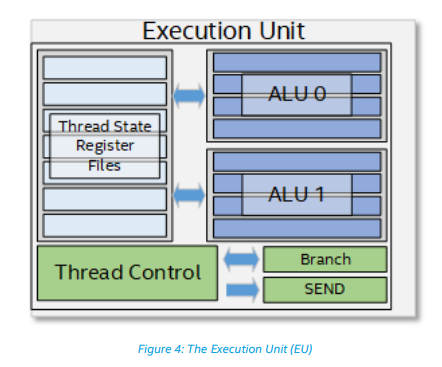 Execution Unit
Thread State
Register
Files
ALU 0
ALU 1
Thread Control
Branch
SEND
Figure 4: The Execution Unit (EU)